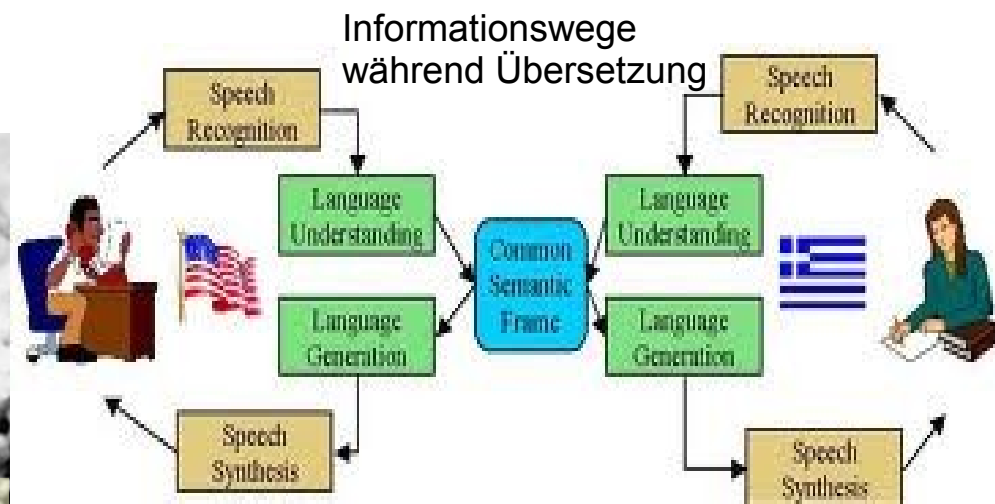 Informationswege
während Übersetzung
Speech
Recognition
Speech
Recognition
Language
Understanding
Language
Understanding
Common
Semantic
Frame
Language
Generation
Language
Generation
Speech
Synthesis
Speech
Synthesis